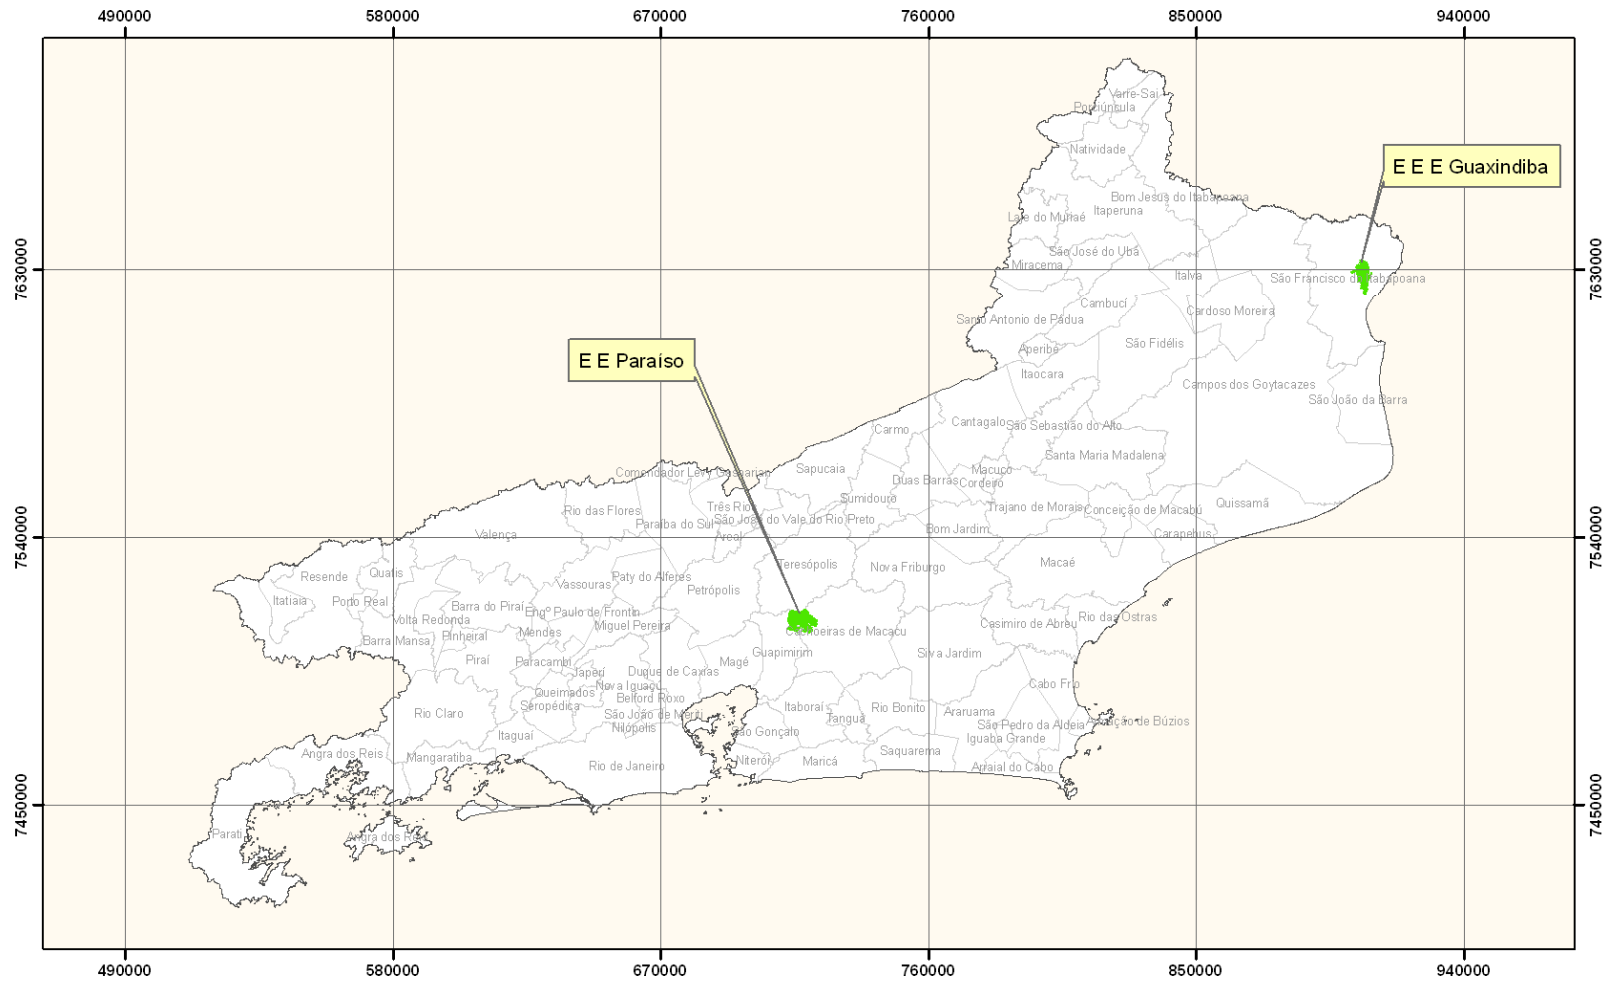 490000 580000 670000 760000 850000 940000
Varre-Sai
Porciúncula
Natividade
E E E Guaxindiba
Bom Jesus do Itabapoana
Itaperuna
Laje do Muriaé
São José do Ubá
Miracema
7630000
Italva
São Francisco do Itabapoana
7630000
Cambucí
Cardoso Moreira
Santo Antonio de Pádua
São Fidélis
Aperibé
E E Paraíso
Itaocara
Campos dos Goytacazes
São João da Barra
Cantagalo
São Sebastião do Alto
Carmo
Santa Maria Madalena
Sapucaia
Comendador Levy Gasparian
Macuco
Duas Barras
Cordeiro
Sumidouro
Quissamã
Três Rios
Trajano de Morais
Conceição de Macabú
Rio das Flores
São José do Vale do Rio Preto
Paraíba do Sul
Bom Jardim
Valença
Areal
Carapebus
7540000
7540000
Teresópolis
Nova Friburgo
Macaé
Resende
Quatis
Paty do Alferes
Vassouras
Petrópolis
Itatiaia
Porto Real
Barra do Piraí
Engº Paulo de Frontin
Volta Redonda
Miguel Pereira
Casimiro de Abreu
Rio das Ostras
Barra Mansa
Pinheiral
Mendes
Cachoeiras de Macacu
Guapimirim
Silva Jardim
Piraí
Paracambi
Magé
Japerí
Duque de Caxias
Nova Iguaçu
Cabo Frio
Queimados
Belford Roxo
Seropédica
Itaboraí
Rio Bonito
Araruama
Rio Claro
São João de Meriti
Tanguá
São Pedro da Aldeia
Armação de Búzios
Nilópolis
São Gonçalo
Itaguaí
Iguaba Grande
Angra dos Reis
Mangaratiba
Saquarema
Rio de Janeiro
Niterói
Maricá
Arraial do Cabo
7450000
7450000
Parati
Angra dos Reis
490000 580000 670000 760000 850000 940000